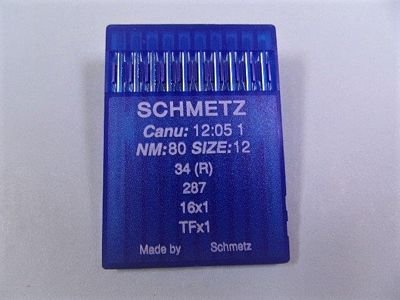 SCHMETZ
Canu: 12:05 1
NM:80 SIZE:12
34 (R)
287
16x1
TFx1
Made by Schmetz